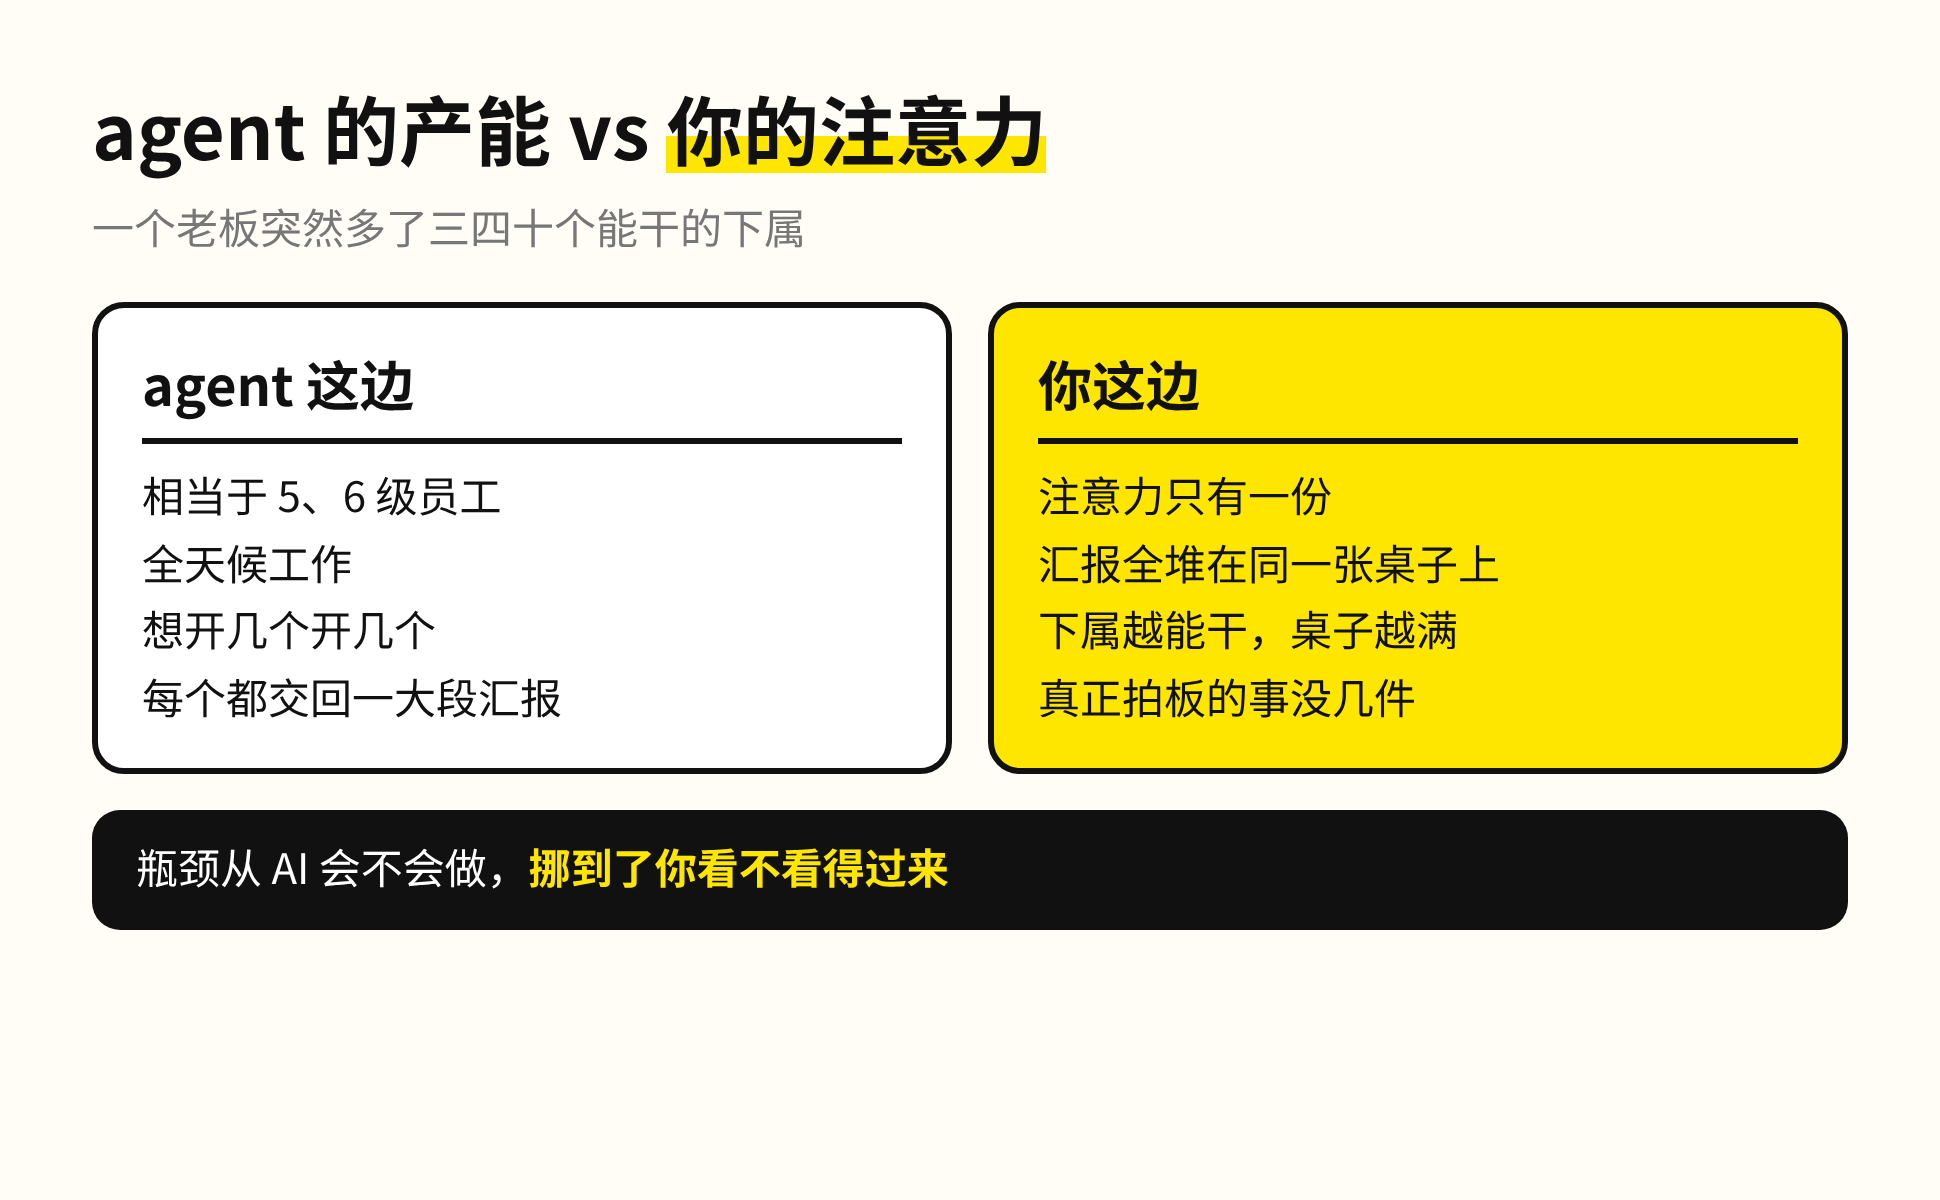 agent 的产能 vs 你的注意力
一个老板突然多了三四十个能干的下属
agent 这边
相当于 5、6 级员工
全天候工作
想开几个开几个
每个都交回一大段汇报
你这边
注意力只有一份
汇报全堆在同一张桌子上
下属越能干，桌子越满
真正拍板的事没几件
瓶颈从 AI 会不会做，挪到了你看不看得过来